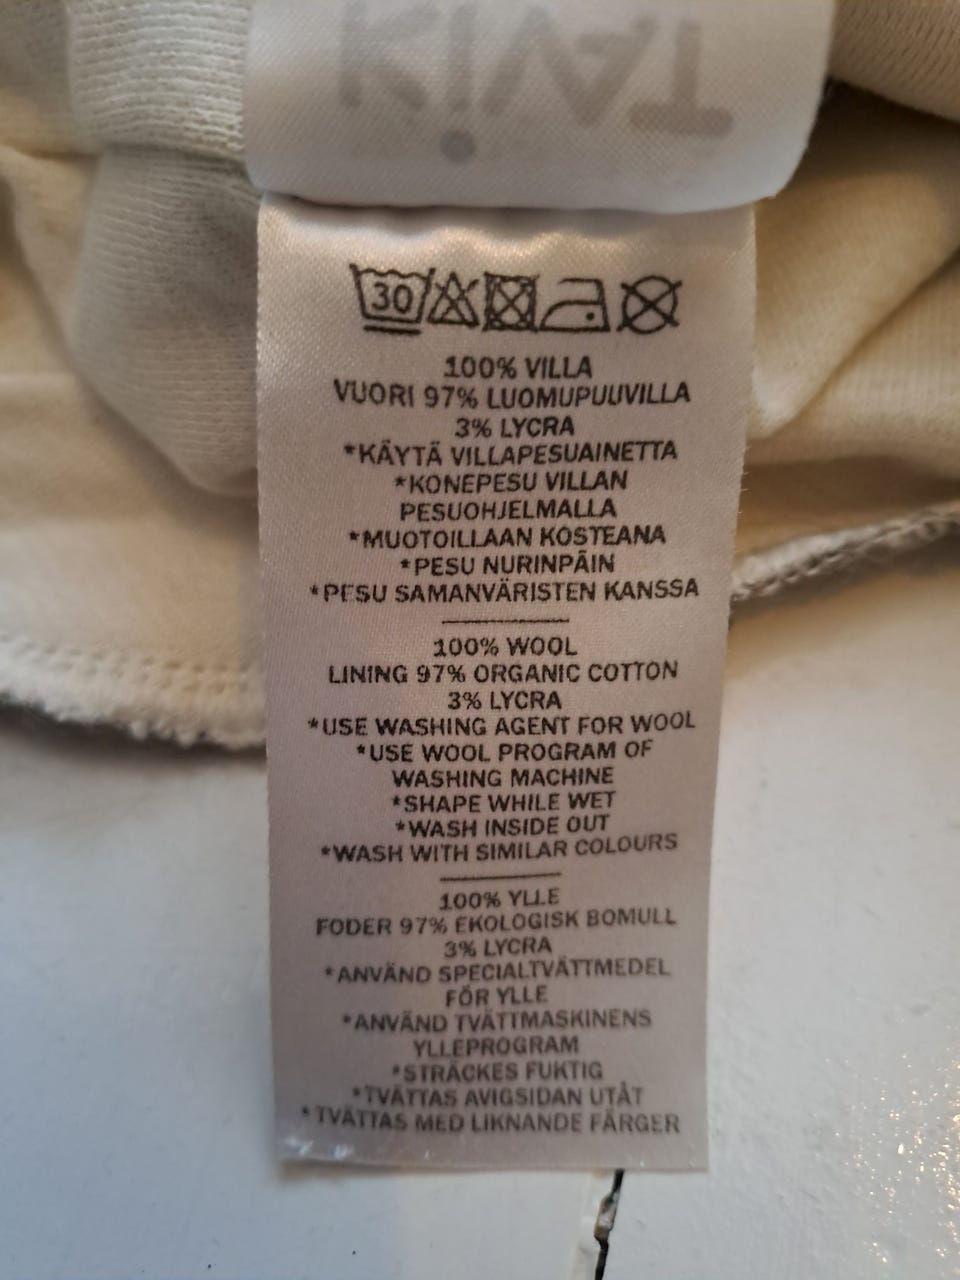 TAVIK
30
100% VILLA
VUORI 97% LUOMUPUUVILLA
3% LYCRA
*KÄYTÄ VILLAPESUAINETTA
*KONEPESU VILLAN
PESUOHJELMALLA
*MUOTOILLAAN KOSTEANA
*PESU NURINPÄIN
*PESU SAMANVÄRISTEN KANSSA
100% WOOL
LINING 97% ORGANIC COTTON
3% LYCRA
*USE WASHING AGENT FOR WOOL
*USE WOOL PROGRAM OF
WASHING MACHINE
*SHAPE WHILE WET
*WASH INSIDE OUT
*WASH WITH SIMILAR COLOURS
100% YLLE
FODER 97% EKOLOGISK BOMULL
3% LYCRA
*ANVÄND SPECIALTVÄTTMEDEL
FÖR YLLE
*ANVÄND TVÄTTMASKINENS
YLLEPROGRAM
*STRÄCKES FUKTIG
*TVÄTTAS AVIGSIDAN UTÅT
*TVÄTTAS MED LIKNANDE FÄRGER